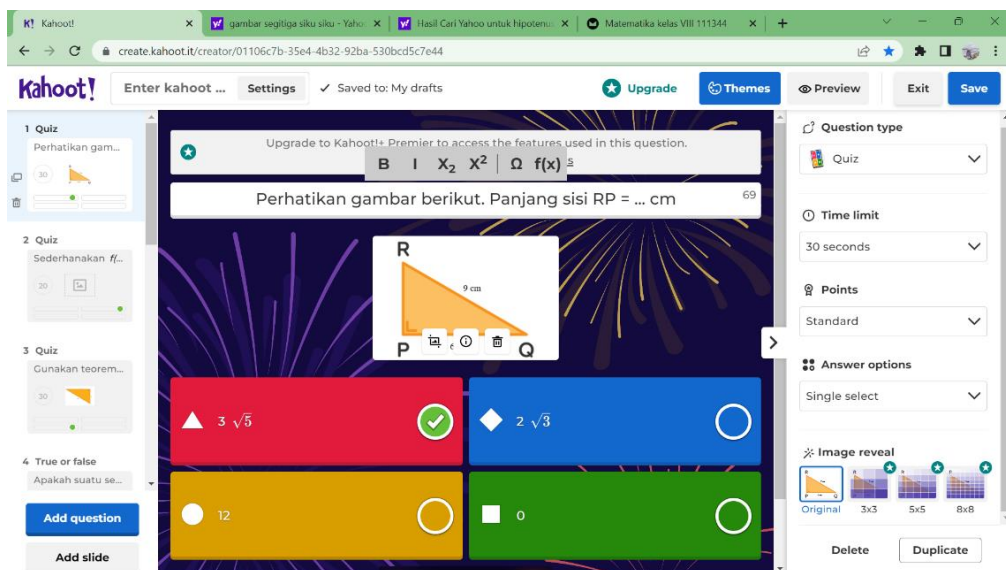 K! Kahoot!
gambar segitiga siku siku - Yaho
Hasil Cari Yahoo untuk hipotenus
Matematika kelas VIII 111344
create.kahoot.it/creator/01106c7b-35e4-4b32-92ba-530bcd5c7e44
Kahoot!
Enter kahoot ...
Settings
Saved to: My drafts
Upgrade
Themes
Preview
Exit
Save
1 Quiz
Perhatikan gam...
30
2 Quiz
Sederhanakan f(...
20
3 Quiz
Gunakan teorem...
30
4 True or false
Apakah suatu se...
Add question
Add slide
Upgrade to Kahoot!+ Premier to access the features used in this question.
B I X₂ X² Ω f(x)
Perhatikan gambar berikut. Panjang sisi RP = ... cm
69
R
9 cm
P
Q
3 √5
2 √3
12
0
Question type
Quiz
Time limit
30 seconds
Points
Standard
Answer options
Single select
Image reveal
Original
3x3
5x5
8x8
Delete
Duplicate